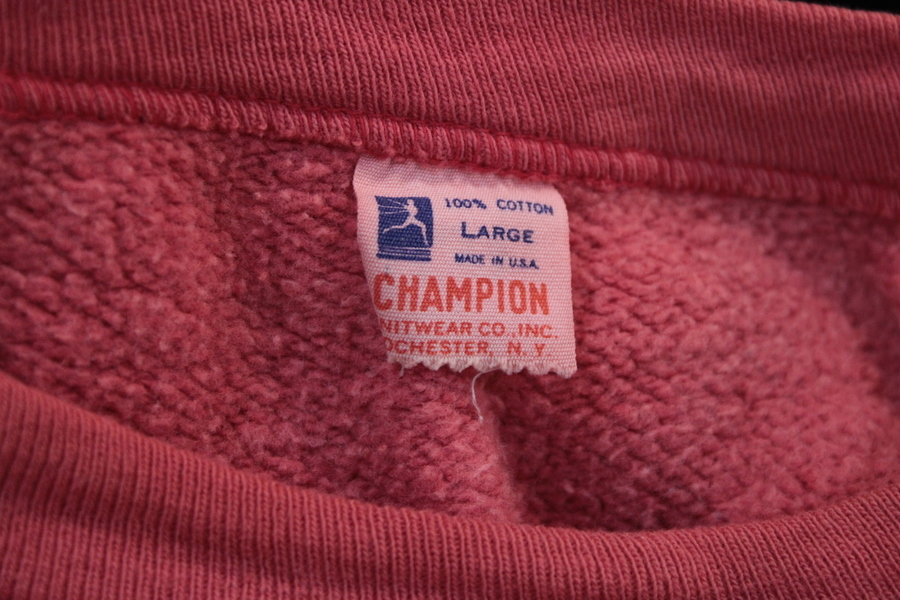 100% COTTON
LARGE
MADE IN U.S.A.
CHAMPION
NITWEAR CO., INC.
OCHESTER, N. Y.